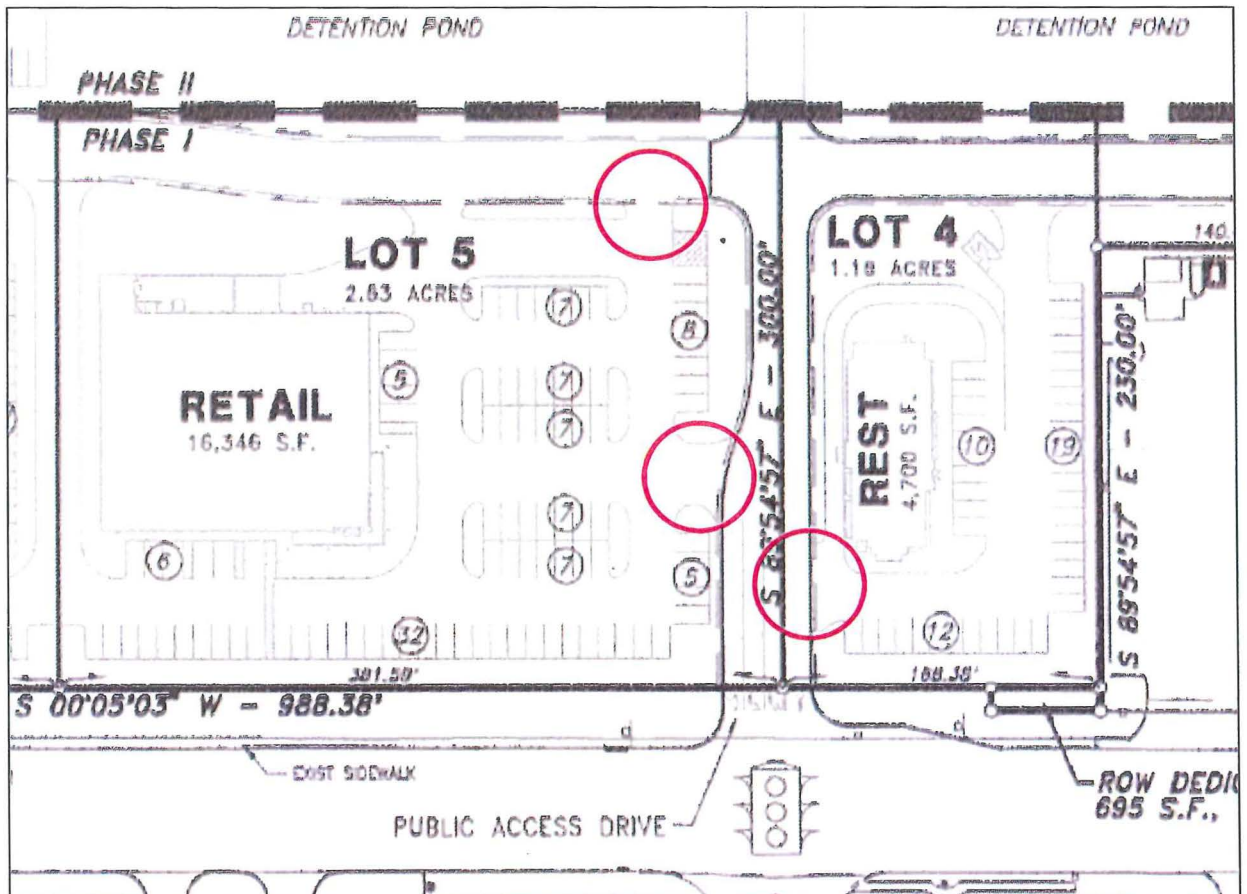 DETENTION POND
DETENTION POND
PHASE II
PHASE I
LOT 5
2.83 ACRES
LOT 4
1.19 ACRES
140.
RETAIL
16,346 S.F.
REST
4,700 S.F.
S 89°54'57" E - 300.00'
S 89°54'57" E - 230.00'
7
8
5
7
7
10
19
7
7
6
5
32
12
381.50'
188.38'
S 00°05'03" W - 988.38'
EXIST SIDEWALK
PUBLIC ACCESS DRIVE
ROW DEDI
695 S.F.,